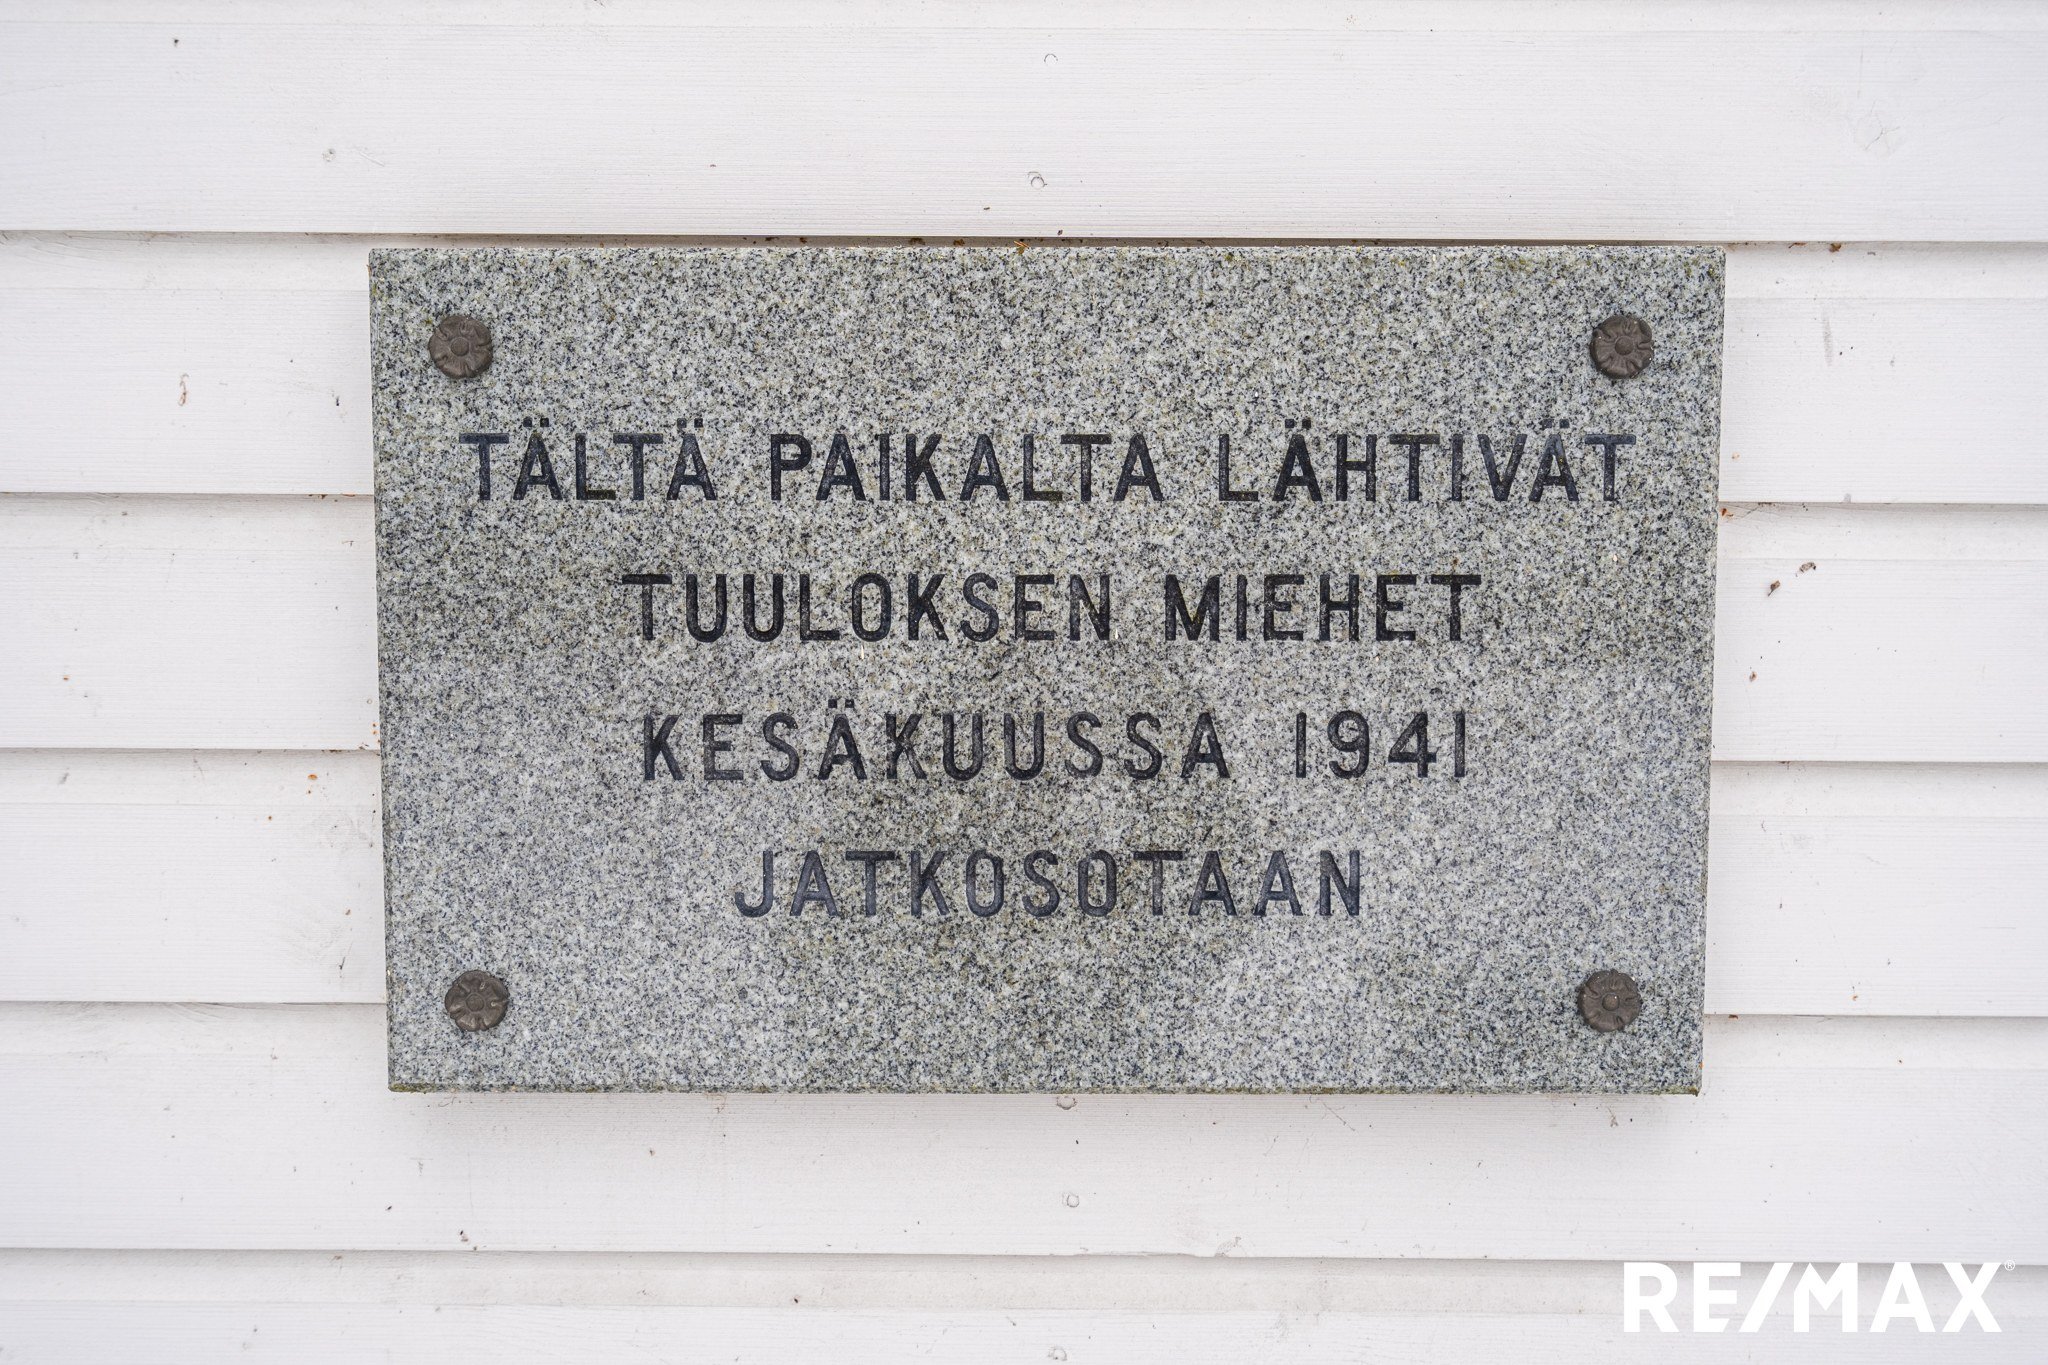 TÄLTÄ PAIKALTA LÄHTIVÄT
TUULOKSEN MIEHET
KESÄKUUSSA 1941
JATKOSOTAAN
RE/MAX®